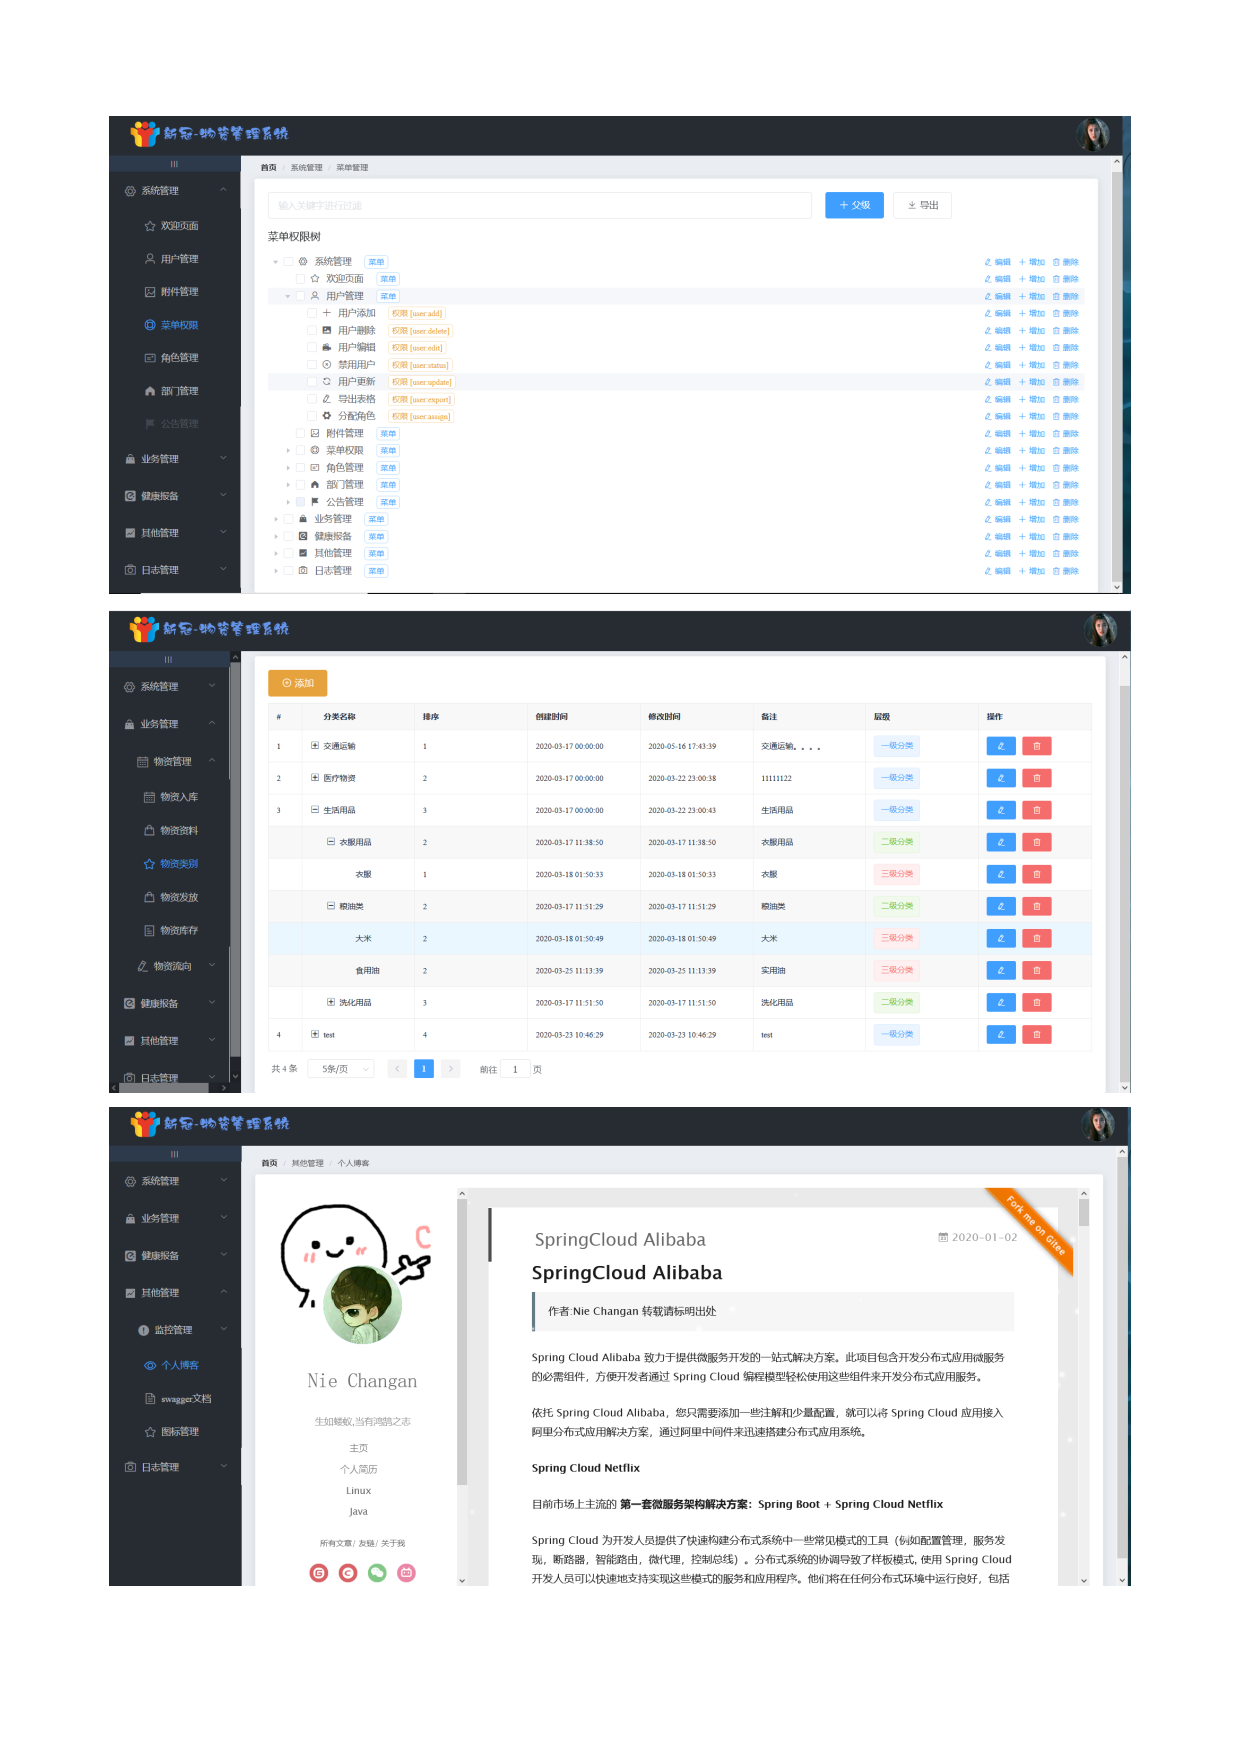 新冠-物资管理系统
首页 / 系统管理 / 菜单管理
系统管理
欢迎页面
用户管理
附件管理
菜单权限
角色管理
部门管理
公告管理
业务管理
健康报备
其他管理
日志管理
输入关键字进行过滤
+ 父级
导出
菜单权限树
系统管理 菜单 编辑 + 增加 删除
欢迎页面 菜单 编辑 + 增加 删除
用户管理 菜单 编辑 + 增加 删除
用户添加 权限 [user:add] 编辑 + 增加 删除
用户删除 权限 [user:delete] 编辑 + 增加 删除
用户编辑 权限 [user:edit] 编辑 + 增加 删除
禁用用户 权限 [user:status] 编辑 + 增加 删除
用户更新 权限 [user:update] 编辑 + 增加 删除
导出表格 权限 [user:export] 编辑 + 增加 删除
分配角色 权限 [user:assign] 编辑 + 增加 删除
附件管理 菜单 编辑 + 增加 删除
菜单权限 菜单 编辑 + 增加 删除
角色管理 菜单 编辑 + 增加 删除
部门管理 菜单 编辑 + 增加 删除
公告管理 菜单 编辑 + 增加 删除
业务管理 菜单 编辑 + 增加 删除
健康报备 菜单 编辑 + 增加 删除
其他管理 菜单 编辑 + 增加 删除
日志管理 菜单 编辑 + 增加 删除
新冠-物资管理系统
系统管理
业务管理
物资管理
物资入库
物资资料
物资类别
物资发放
物资库存
物资流向
健康报备
其他管理
日志管理
添加
# 分类名称 排序 创建时间 修改时间 备注 层级 操作
1 交通运输 1 2020-03-17 00:00:00 2020-05-16 17:43:39 交通运输。。。。 一级分类
2 医疗物资 2 2020-03-17 00:00:00 2020-03-22 23:00:38 11111122 一级分类
3 生活用品 3 2020-03-17 00:00:00 2020-03-22 23:00:43 生活用品 一级分类
衣服用品 2 2020-03-17 11:38:50 2020-03-17 11:38:50 衣服用品 二级分类
衣服 1 2020-03-18 01:50:33 2020-03-18 01:50:33 衣服 三级分类
粮油类 2 2020-03-17 11:51:29 2020-03-17 11:51:29 粮油类 二级分类
大米 2 2020-03-18 01:50:49 2020-03-18 01:50:49 大米 三级分类
食用油 2 2020-03-25 11:13:39 2020-03-25 11:13:39 实用油 三级分类
洗化用品 3 2020-03-17 11:51:50 2020-03-17 11:51:50 洗化用品 二级分类
4 test 4 2020-03-23 10:46:29 2020-03-23 10:46:29 test 一级分类
共 4 条 5条/页 1 前往 1 页
新冠-物资管理系统
首页 / 其他管理 / 个人博客
系统管理
业务管理
健康报备
其他管理
监控管理
个人博客
swagger文档
图标管理
日志管理
C
Nie Changan
生如蝼蚁,当有鸿鹄之志
主页
个人简历
Linux
Java
所有文章/ 友链/ 关于我
Fork me on Gitee
SpringCloud Alibaba
2020-01-02
SpringCloud Alibaba
作者:Nie Changan 转载请标明出处
Spring Cloud Alibaba 致力于提供微服务开发的一站式解决方案。此项目包含开发分布式应用微服务
的必需组件，方便开发者通过 Spring Cloud 编程模型轻松使用这些组件来开发分布式应用服务。
依托 Spring Cloud Alibaba，您只需要添加一些注解和少量配置，就可以将 Spring Cloud 应用接入
阿里分布式应用解决方案，通过阿里中间件来迅速搭建分布式应用系统。
Spring Cloud Netflix
目前市场上主流的 第一套微服务架构解决方案：Spring Boot + Spring Cloud Netflix
Spring Cloud 为开发人员提供了快速构建分布式系统中一些常见模式的工具（例如配置管理，服务发
现，断路器，智能路由，微代理，控制总线）。分布式系统的协调导致了样板模式, 使用 Spring Cloud
开发人员可以快速地支持实现这些模式的服务和应用程序。他们将在任何分布式环境中运行良好，包括